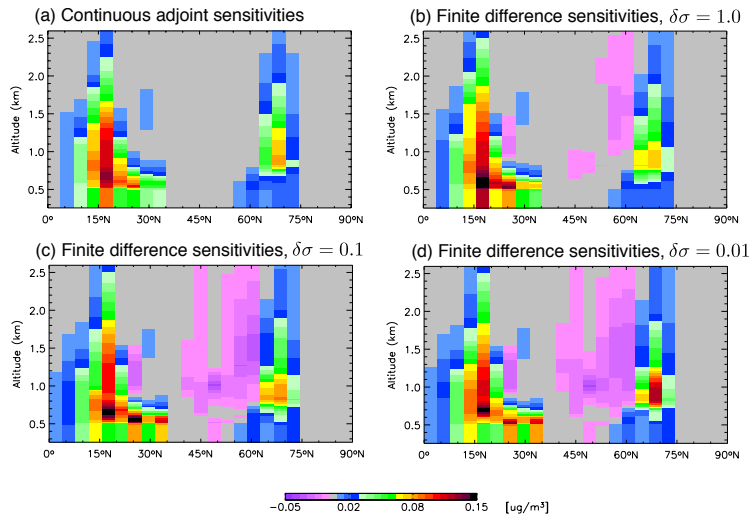 (a) Continuous adjoint sensitivities
2.5
2.0
1.5
1.0
0.5
Altitude (km)
0° 15°N 30°N 45°N 60°N 75°N 90°N
(b) Finite difference sensitivities, δσ = 1.0
2.5
2.0
1.5
1.0
0.5
Altitude (km)
0° 15°N 30°N 45°N 60°N 75°N 90°N
(c) Finite difference sensitivities, δσ = 0.1
2.5
2.0
1.5
1.0
0.5
Altitude (km)
0° 15°N 30°N 45°N 60°N 75°N 90°N
(d) Finite difference sensitivities, δσ = 0.01
2.5
2.0
1.5
1.0
0.5
Altitude (km)
0° 15°N 30°N 45°N 60°N 75°N 90°N
-0.05 0.02 0.08 0.15 [ug/m³]